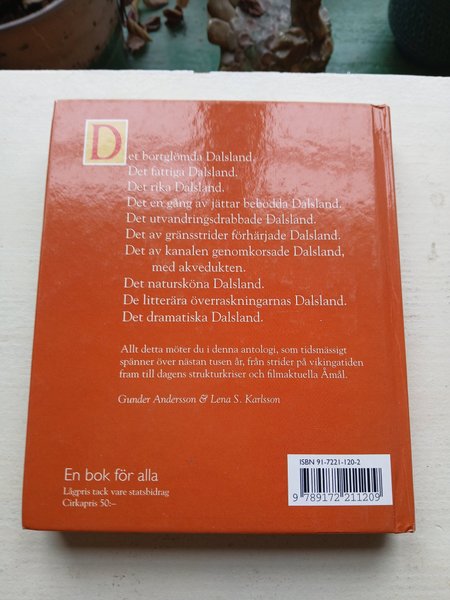 Det bortglömda Dalsland.
Det fattiga Dalsland.
Det rika Dalsland.
Det en gång av jättar bebodda Dalsland.
Det utvandringsdrabbade Dalsland.
Det av gränsstrider förhärjade Dalsland.
Det av kanalen genomkorsade Dalsland,
med akvedukten.
Det natursköna Dalsland.
De litterära överraskningarnas Dalsland.
Det dramatiska Dalsland.
Allt detta möter du i denna antologi, som tidsmässigt
spänner över nästan tusen år, från strider på vikingatiden
fram till dagens strukturkriser och filmaktuella Åmål.
Gunder Andersson & Lena S. Karlsson
ISBN 91-7221-120-2
9 789172 211209
En bok för alla
Lågpris tack vare statsbidrag
Cirkapris 50:–